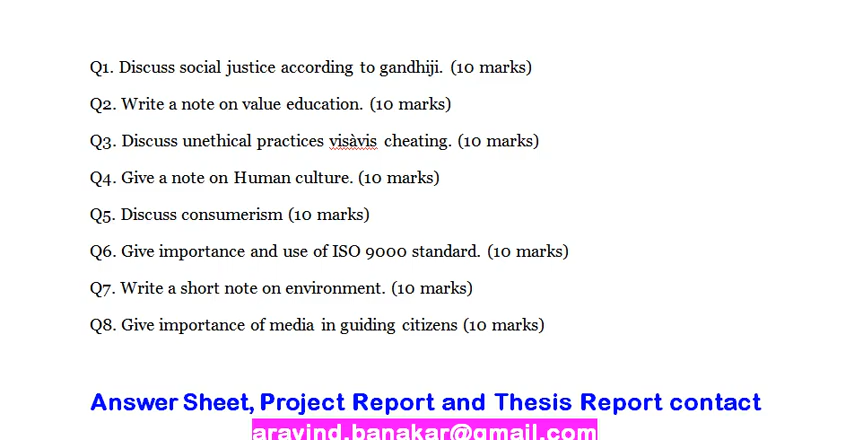 Q1. Discuss social justice according to gandhiji. (10 marks)
Q2. Write a note on value education. (10 marks)
Q3. Discuss unethical practices visàvis cheating. (10 marks)
Q4. Give a note on Human culture. (10 marks)
Q5. Discuss consumerism (10 marks)
Q6. Give importance and use of ISO 9000 standard. (10 marks)
Q7. Write a short note on environment. (10 marks)
Q8. Give importance of media in guiding citizens (10 marks)
Answer Sheet, Project Report and Thesis Report contact
aravind.banakar@gmail.com